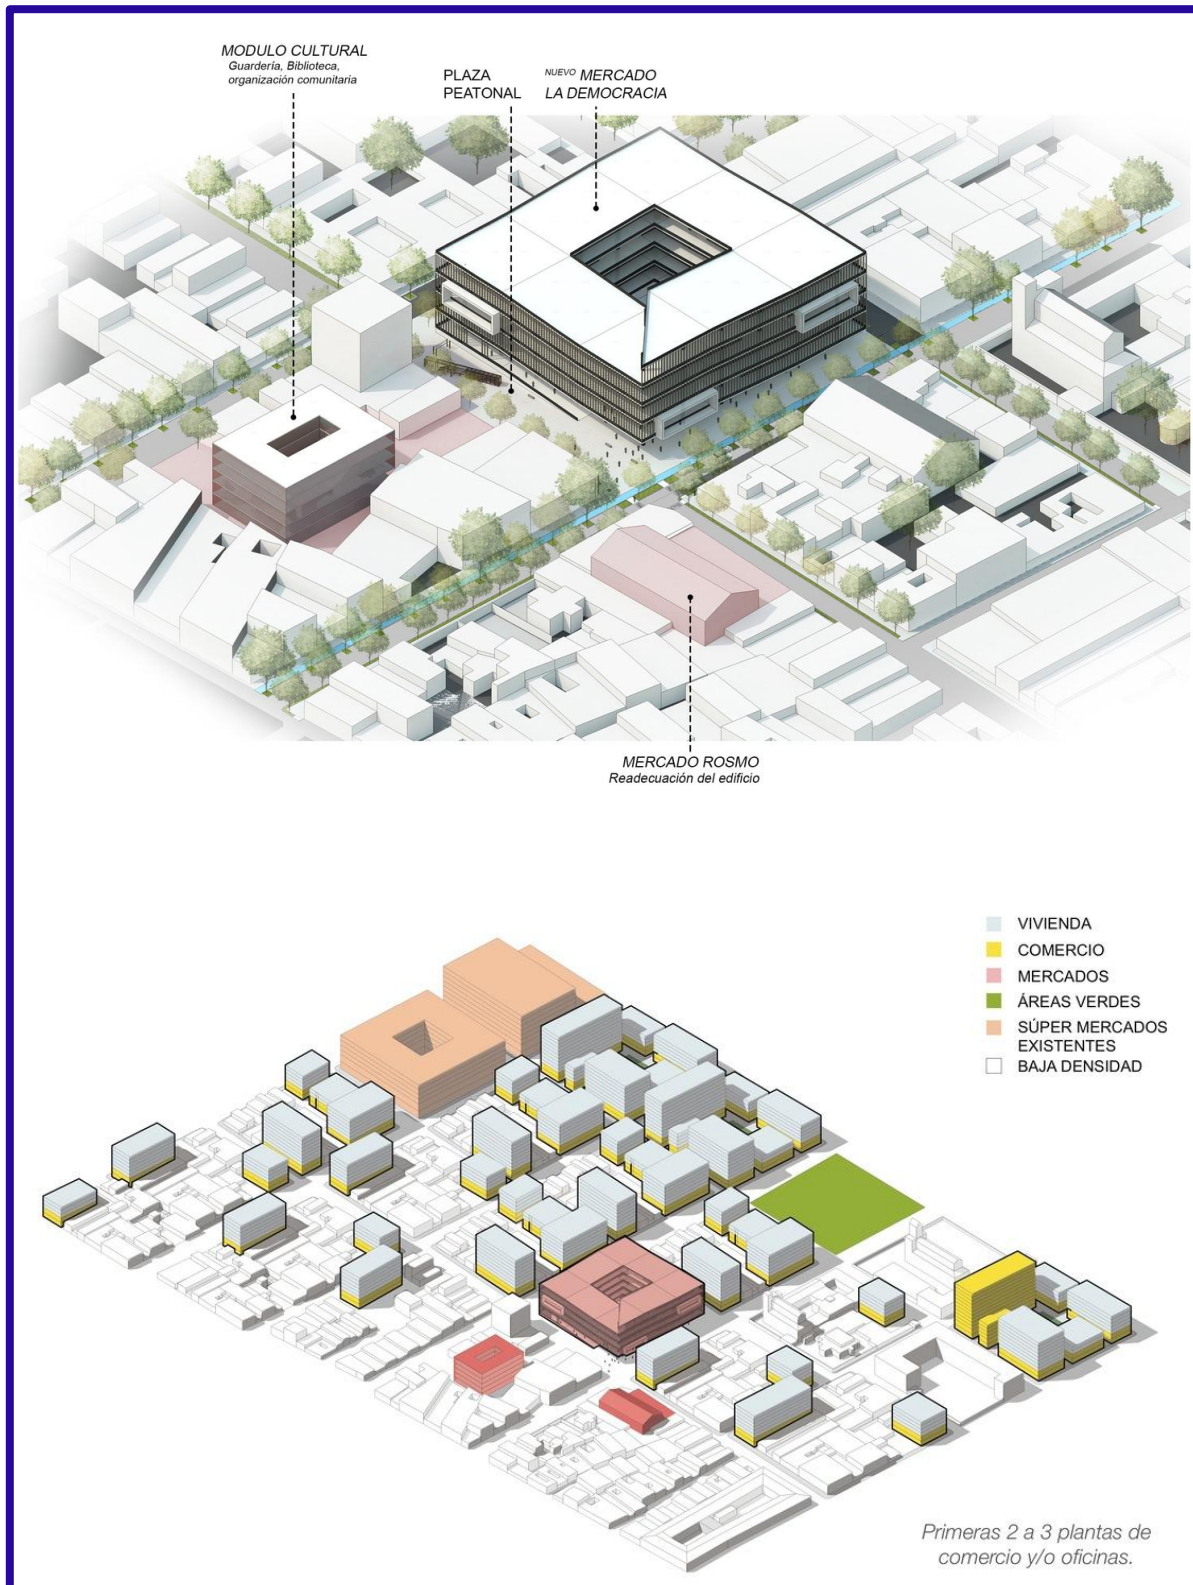 MODULO CULTURAL
Guardería, Biblioteca,
organización comunitaria
PLAZA
PEATONAL
NUEVO MERCADO
LA DEMOCRACIA
MERCADO ROSMO
Readecuación del edificio
VIVIENDA
COMERCIO
MERCADOS
ÁREAS VERDES
SÚPER MERCADOS
EXISTENTES
BAJA DENSIDAD
Primeras 2 a 3 plantas de
comercio y/o oficinas.